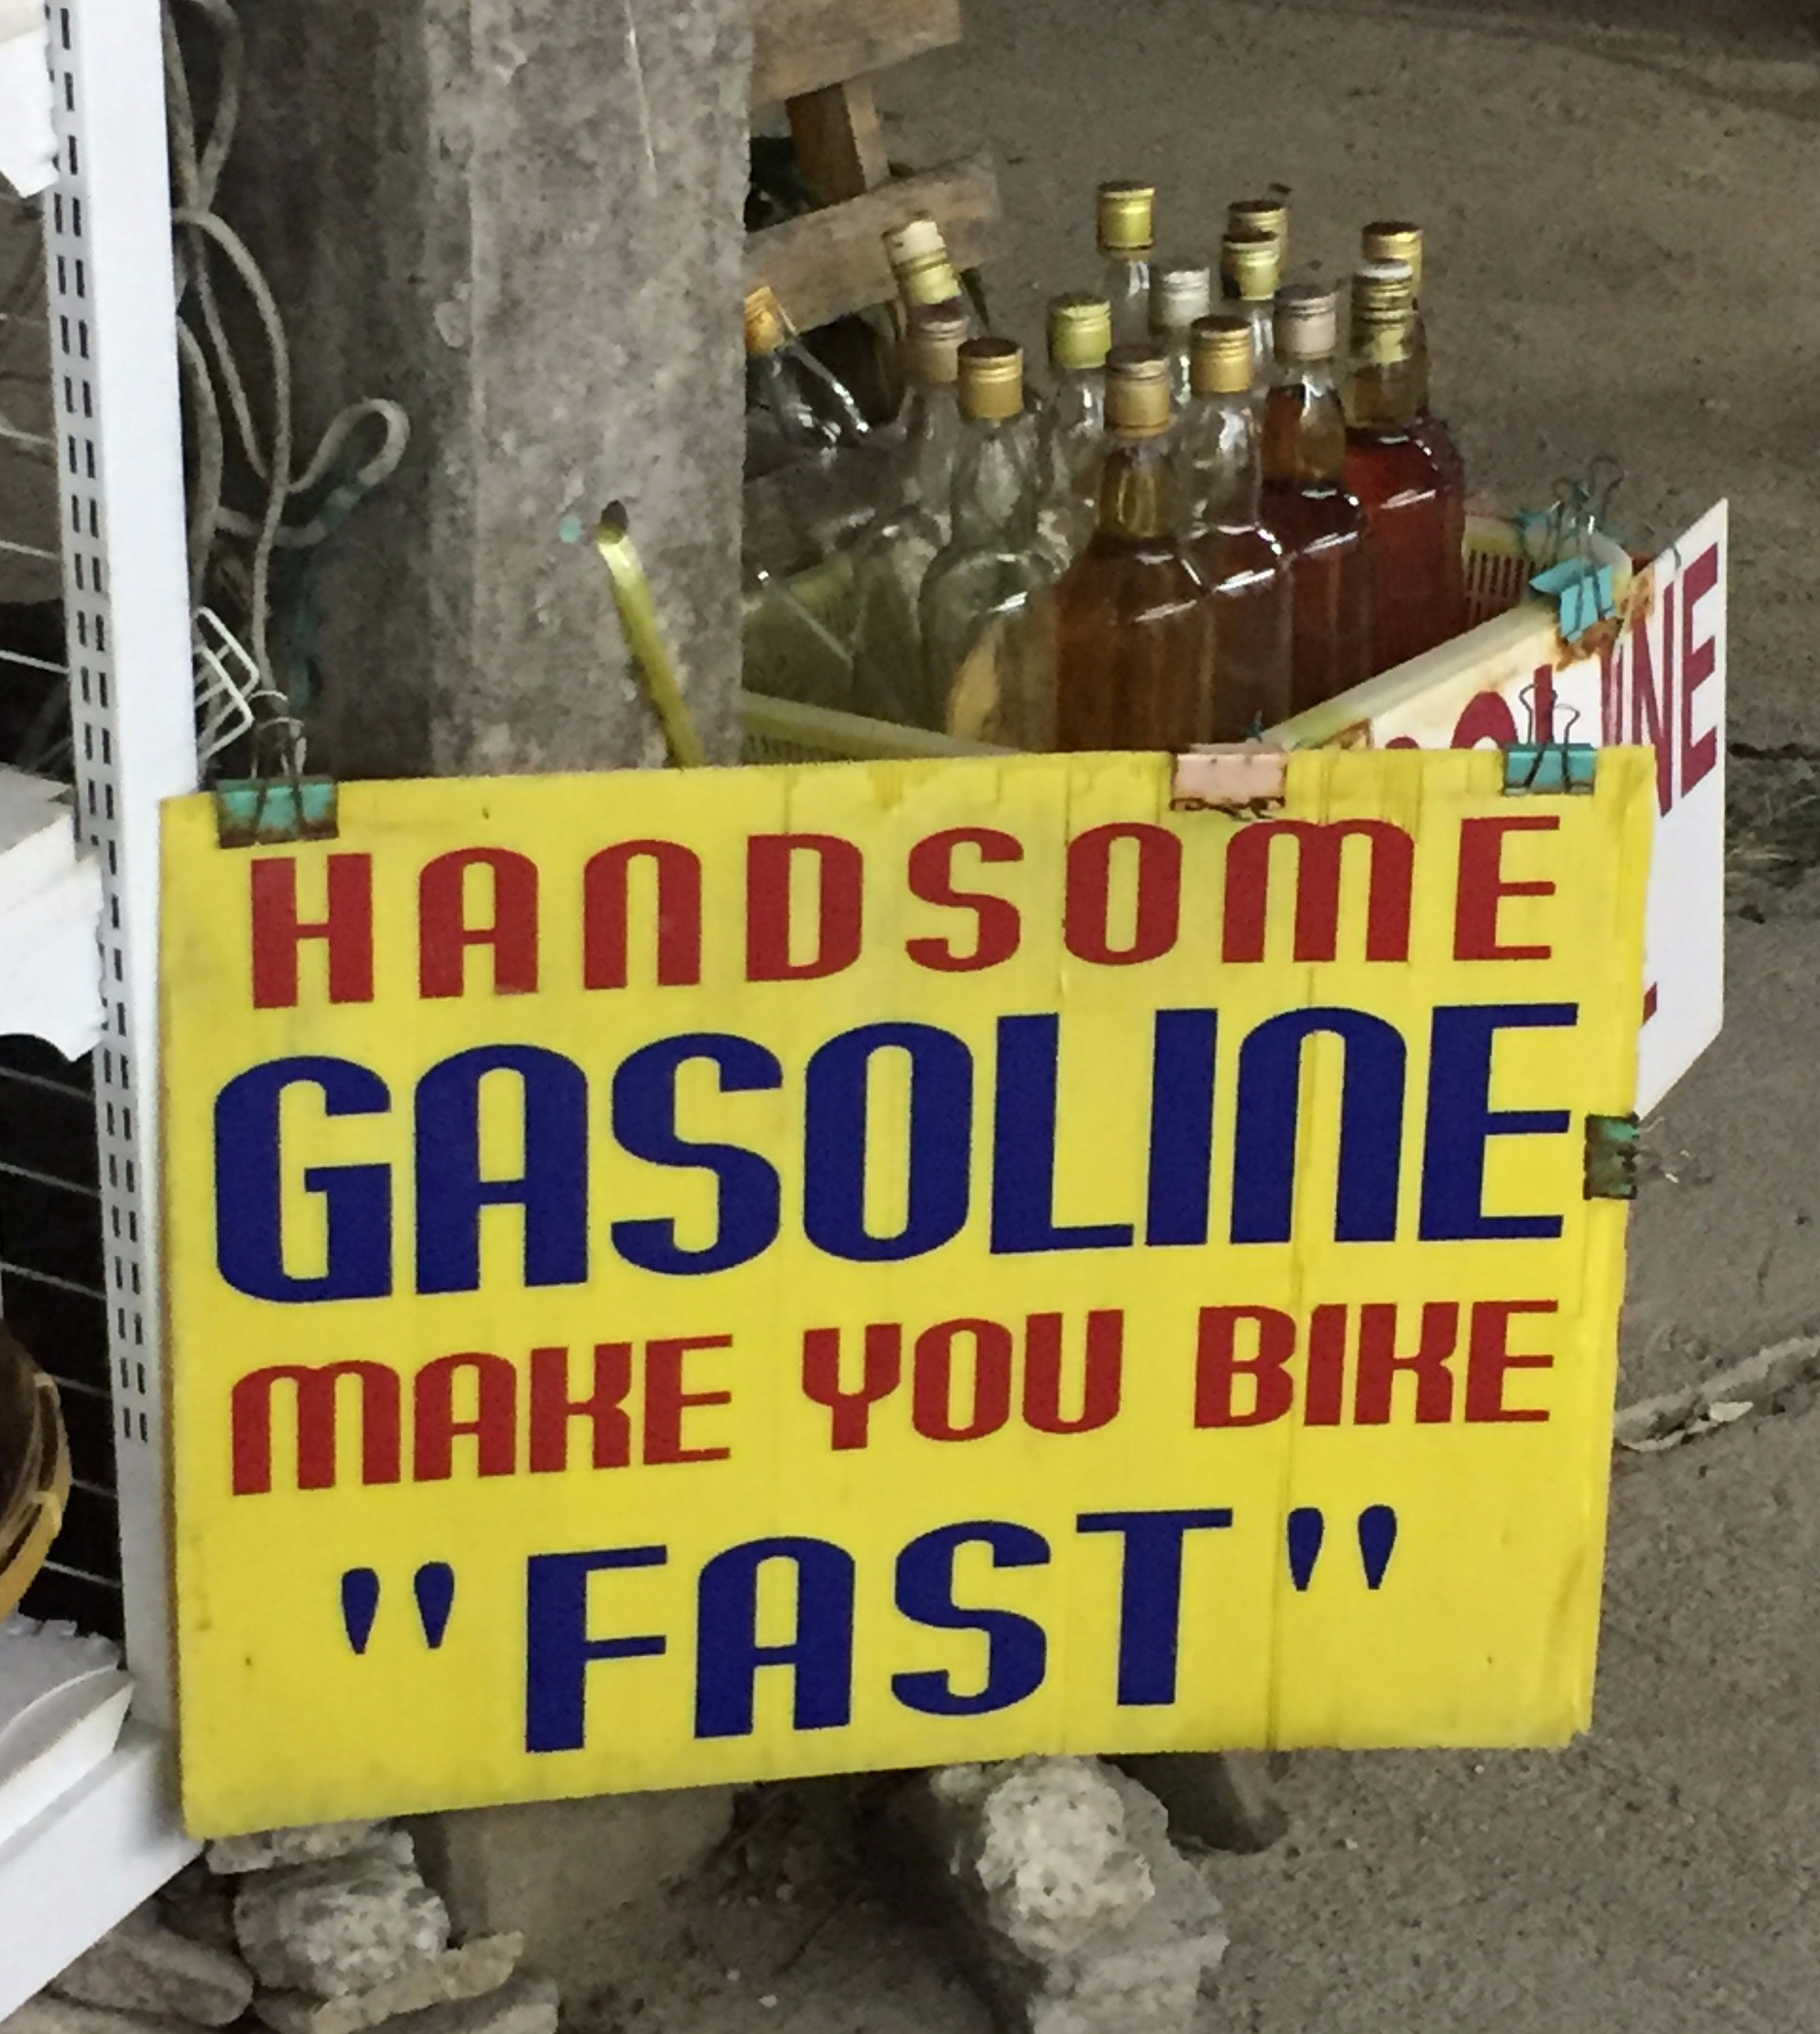 HANDSOME
GASOLINE
MAKE YOU BIKE
"FAST"